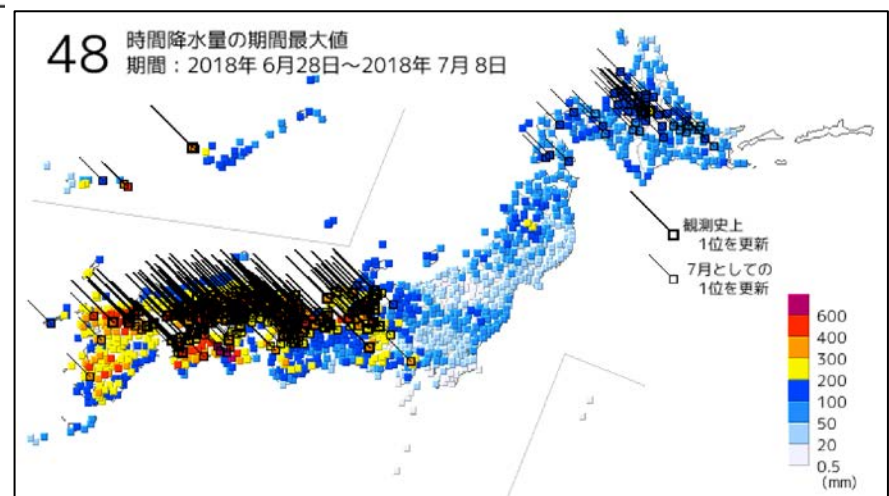 48 時間降水量の期間最大値
期間：2018年 6月28日～2018年 7月 8日
観測史上
1位を更新
7月としての
1位を更新
600
400
300
200
100
50
20
0.5
(mm)